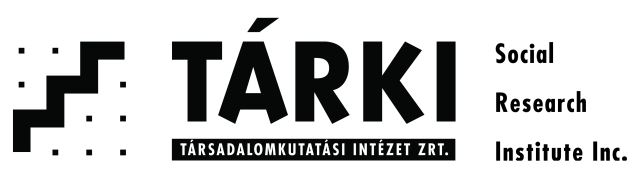 TÁRKI
TÁRSADALOMKUTATÁSI INTÉZET ZRT.
Social
Research
Institute Inc.